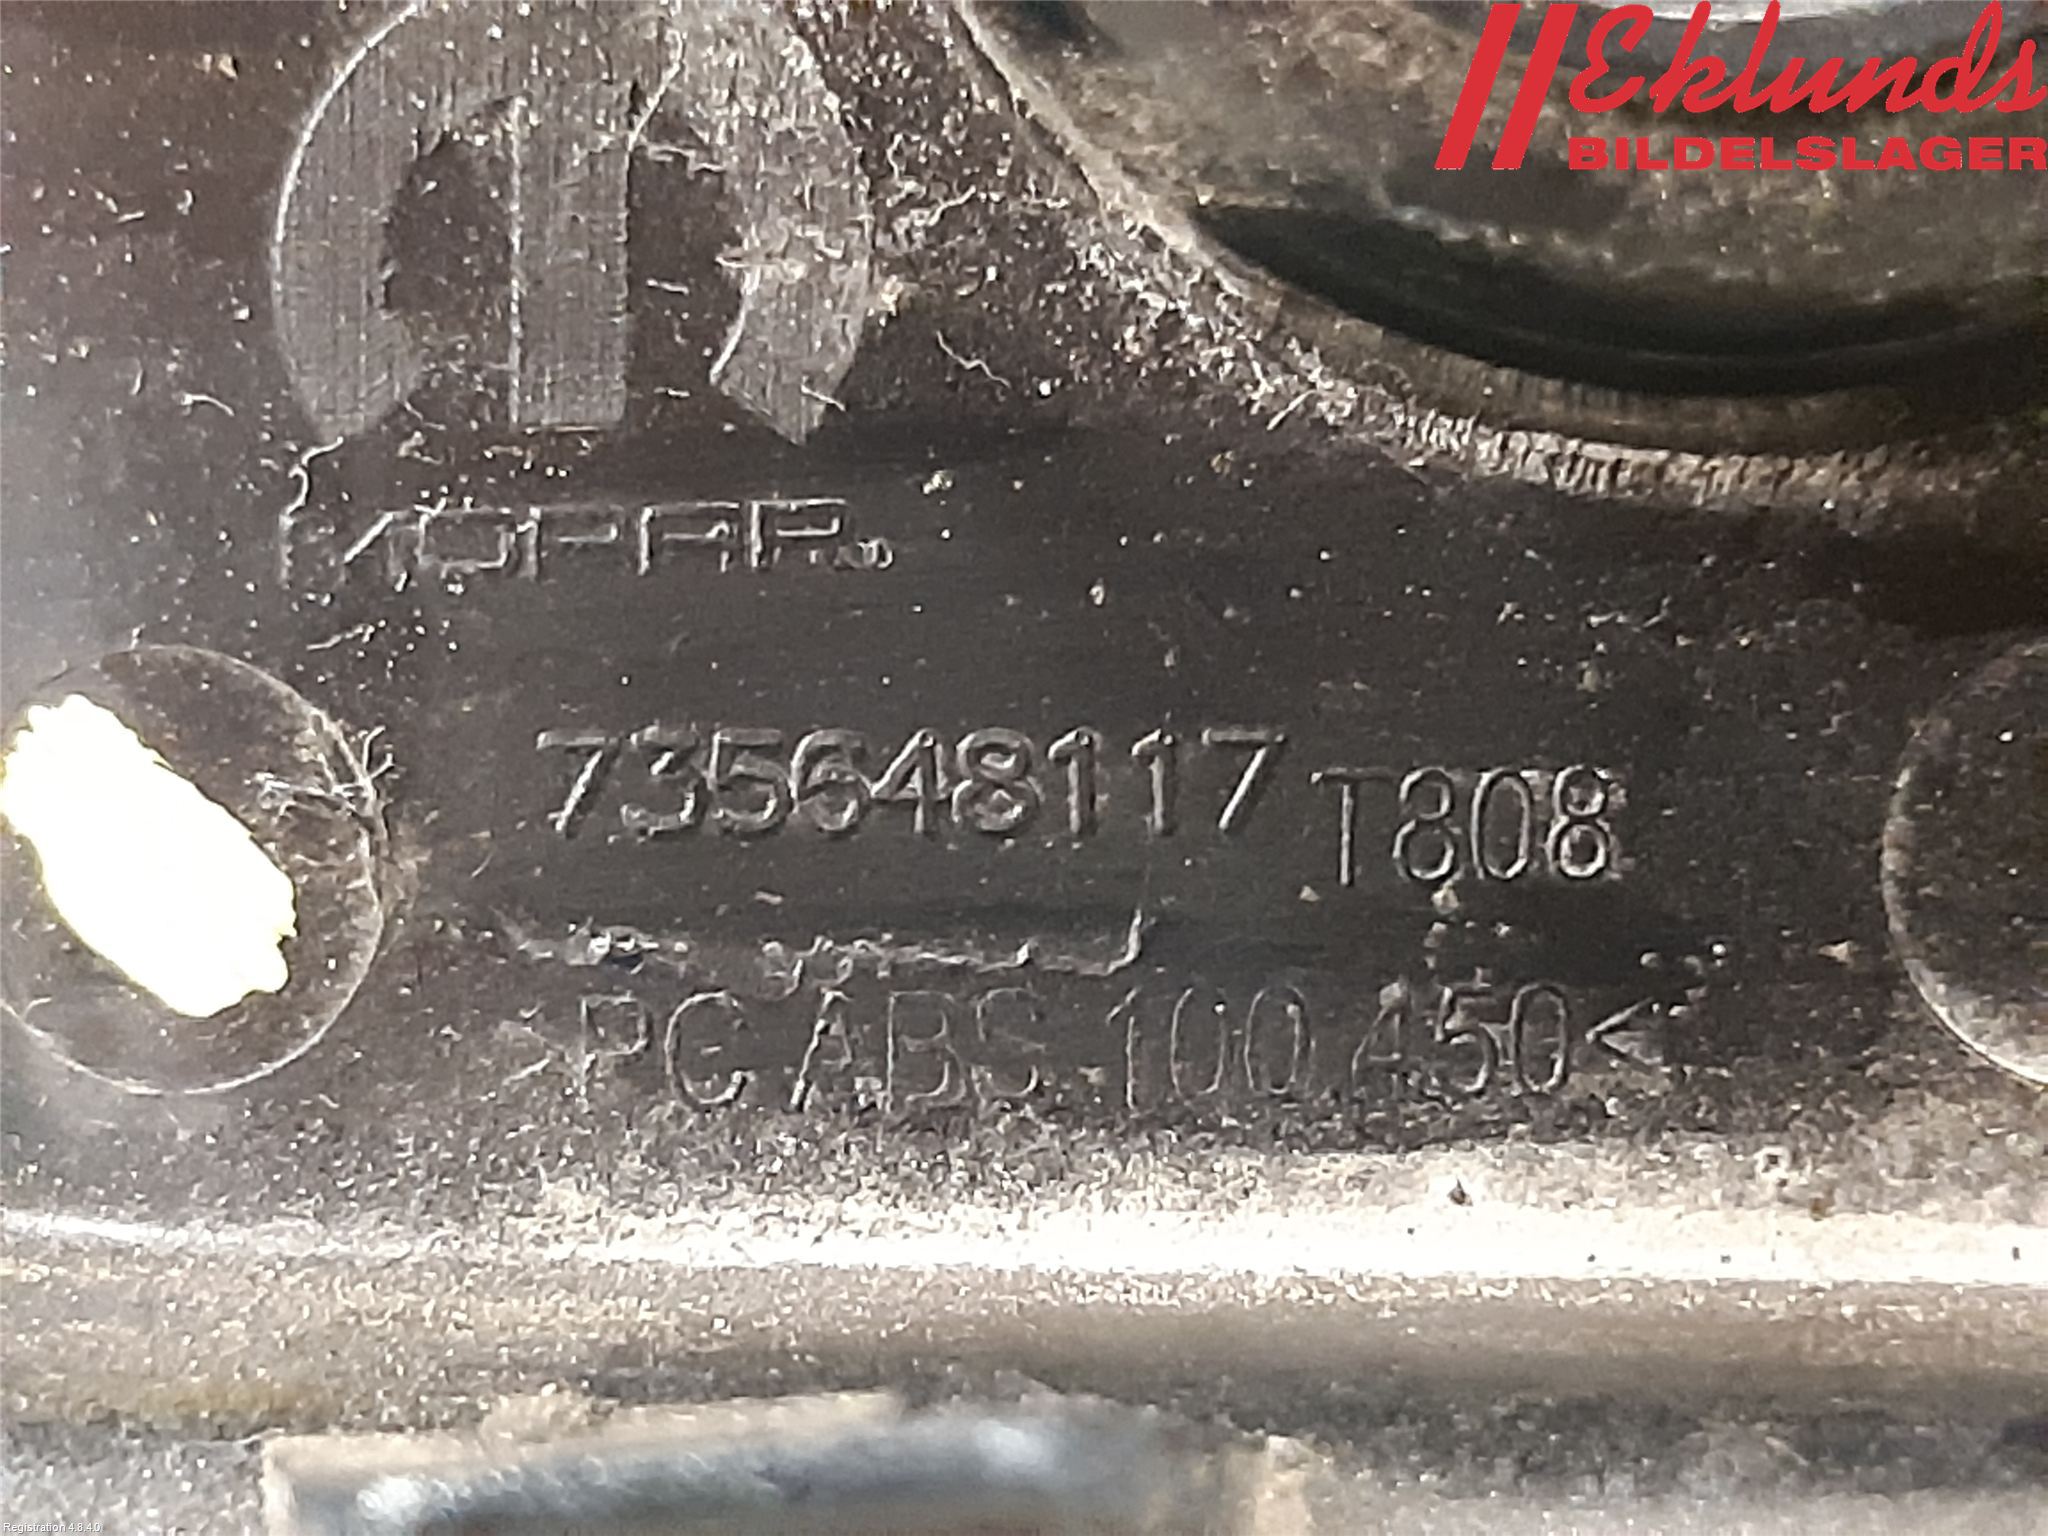 Eklunds
BILDELSLAGER
MOPAR®
735648117 T808
>PC ABS 100 450<
Registration 4.8.4.0